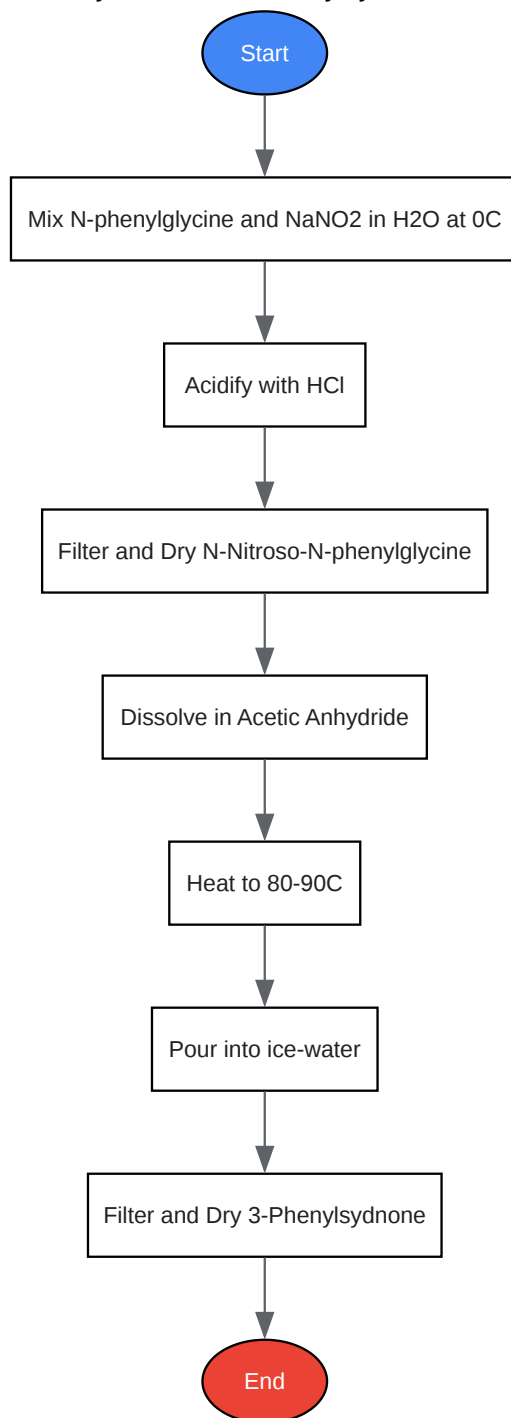 Start
Mix N-phenylglycine and NaNO2 in H2O at 0C
Acidify with HCl
Filter and Dry N-Nitroso-N-phenylglycine
Dissolve in Acetic Anhydride
Heat to 80-90C
Pour into ice-water
Filter and Dry 3-Phenylsydnone
End